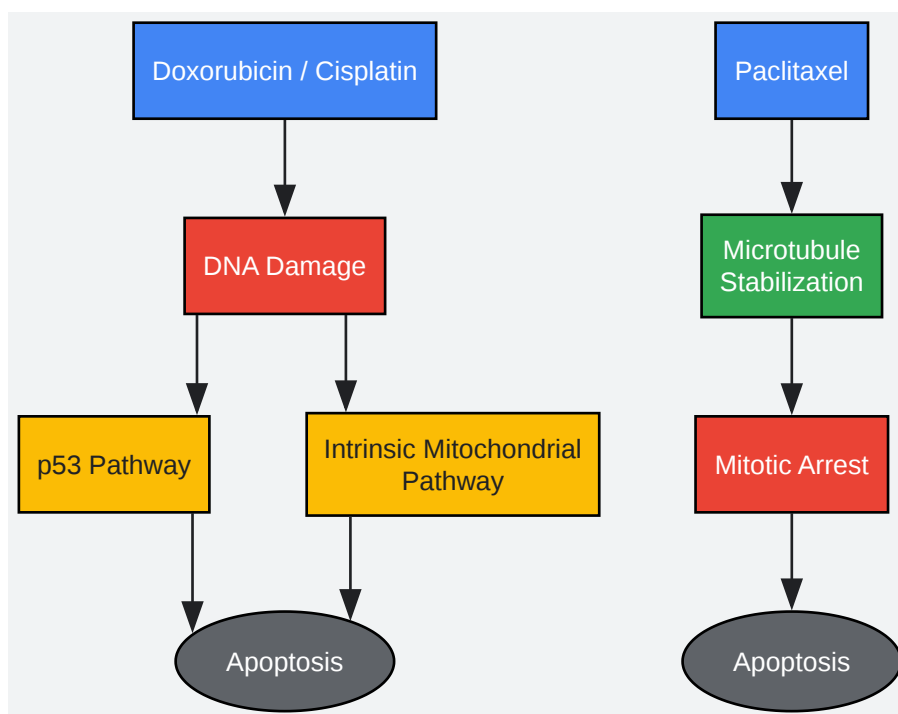 Doxorubicin / Cisplatin
Paclitaxel
DNA Damage
Microtubule
Stabilization
p53 Pathway
Intrinsic Mitochondrial
Pathway
Mitotic Arrest
Apoptosis
Apoptosis